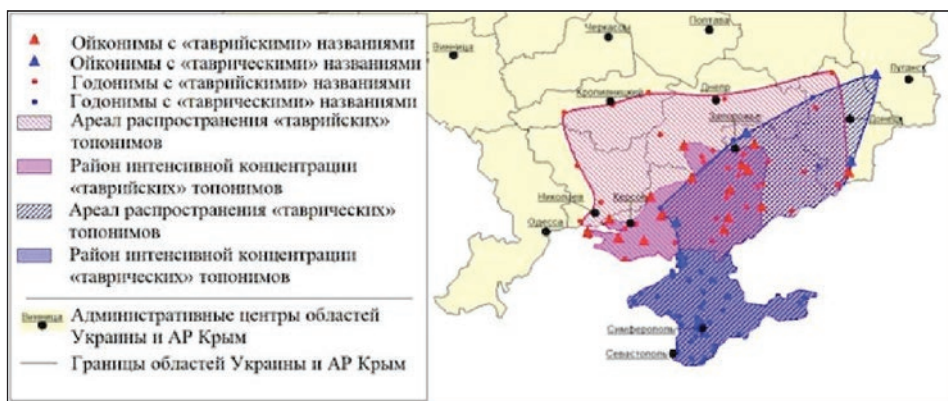 Ойконимы с «таврийскими» названиями
Ойконимы с «таврическими» названиями
Годонимы с «таврийскими» названиями
Годонимы с «таврическими» названиями
Ареал распространения «таврийских»
топонимов
Район интенсивной концентрации
«таврийских» топонимов
Ареал распространения «таврических»
топонимов
Район интенсивной концентрации
«таврических» топонимов
Винница
Административные центры областей
Украины и АР Крым
Границы областей Украины и АР Крым
Полтава
Черкассы
Винница
Луганск
Кропивницкий
Днепр
Запорожье
Донецк
Николаев
Херсон
Одесса
Симферополь
Севастополь